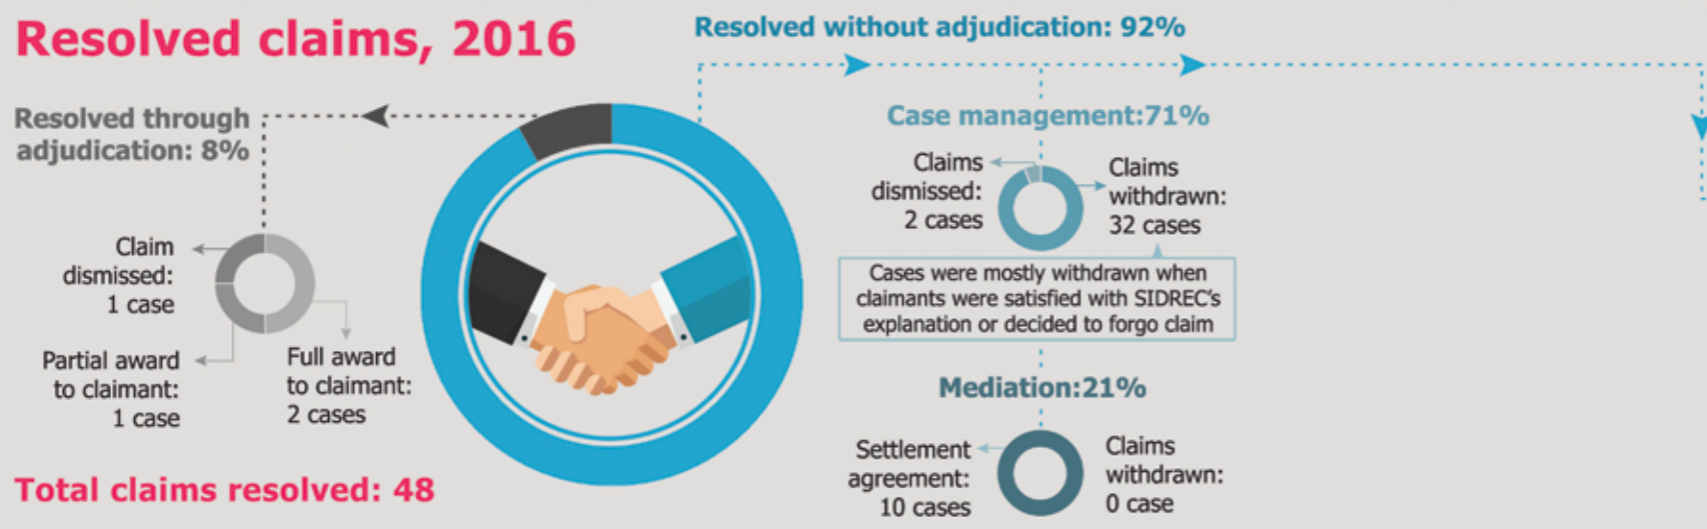 Resolved claims, 2016
Resolved through
adjudication: 8%
Claim
dismissed:
1 case
Partial award
to claimant:
1 case
Full award
to claimant:
2 cases
Total claims resolved: 48
Resolved without adjudication: 92%
Case management:71%
Claims
dismissed:
2 cases
Claims
withdrawn:
32 cases
Cases were mostly withdrawn when
claimants were satisfied with SIDREC’s
explanation or decided to forgo claim
Mediation:21%
Settlement
agreement:
10 cases
Claims
withdrawn:
0 case